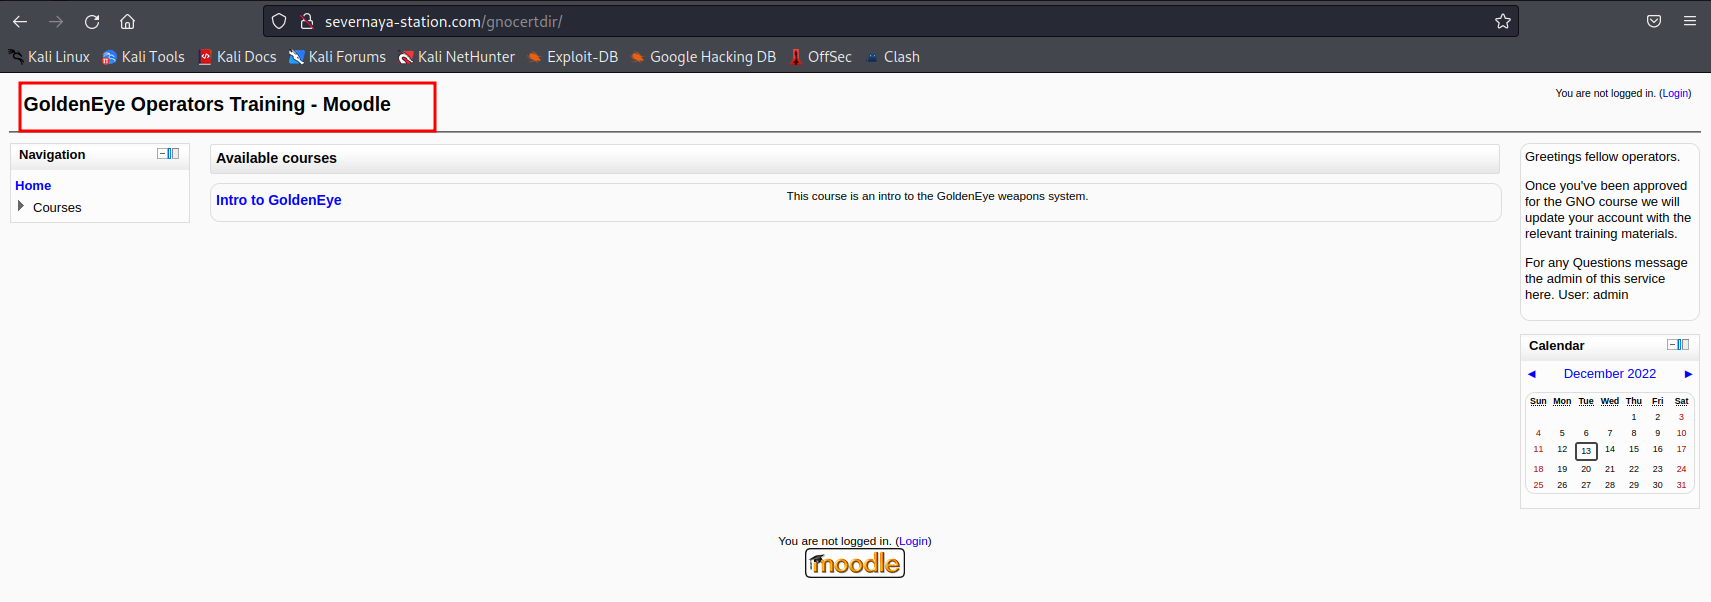 severnaya-station.com/gnocertdir/
Kali Linux Kali Tools Kali Docs Kali Forums Kali NetHunter Exploit-DB Google Hacking DB OffSec Clash
GoldenEye Operators Training - Moodle
You are not logged in. (Login)
Navigation
Home
Courses
Available courses
Intro to GoldenEye
This course is an intro to the GoldenEye weapons system.
Greetings fellow operators.
Once you've been approved
for the GNO course we will
update your account with the
relevant training materials.
For any Questions message
the admin of this service
here. User: admin
Calendar
◄ December 2022 ►
Sun Mon Tue Wed Thu Fri Sat
1 2 3
4 5 6 7 8 9 10
11 12 13 14 15 16 17
18 19 20 21 22 23 24
25 26 27 28 29 30 31
You are not logged in. (Login)
moodle